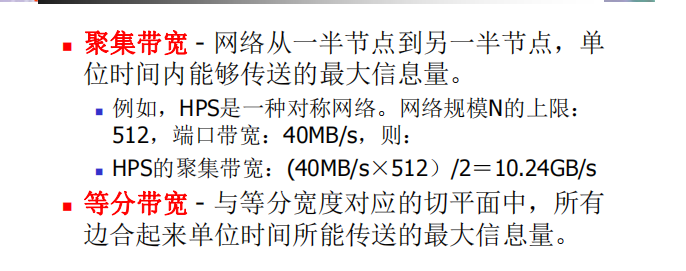 聚集带宽 - 网络从一半节点到另一半节点，单
位时间内能够传送的最大信息量。
例如，HPS是一种对称网络。网络规模N的上限：
512，端口带宽：40MB/s，则：
HPS的聚集带宽：(40MB/s×512）/2＝10.24GB/s
等分带宽 - 与等分宽度对应的切平面中，所有
边合起来单位时间所能传送的最大信息量。